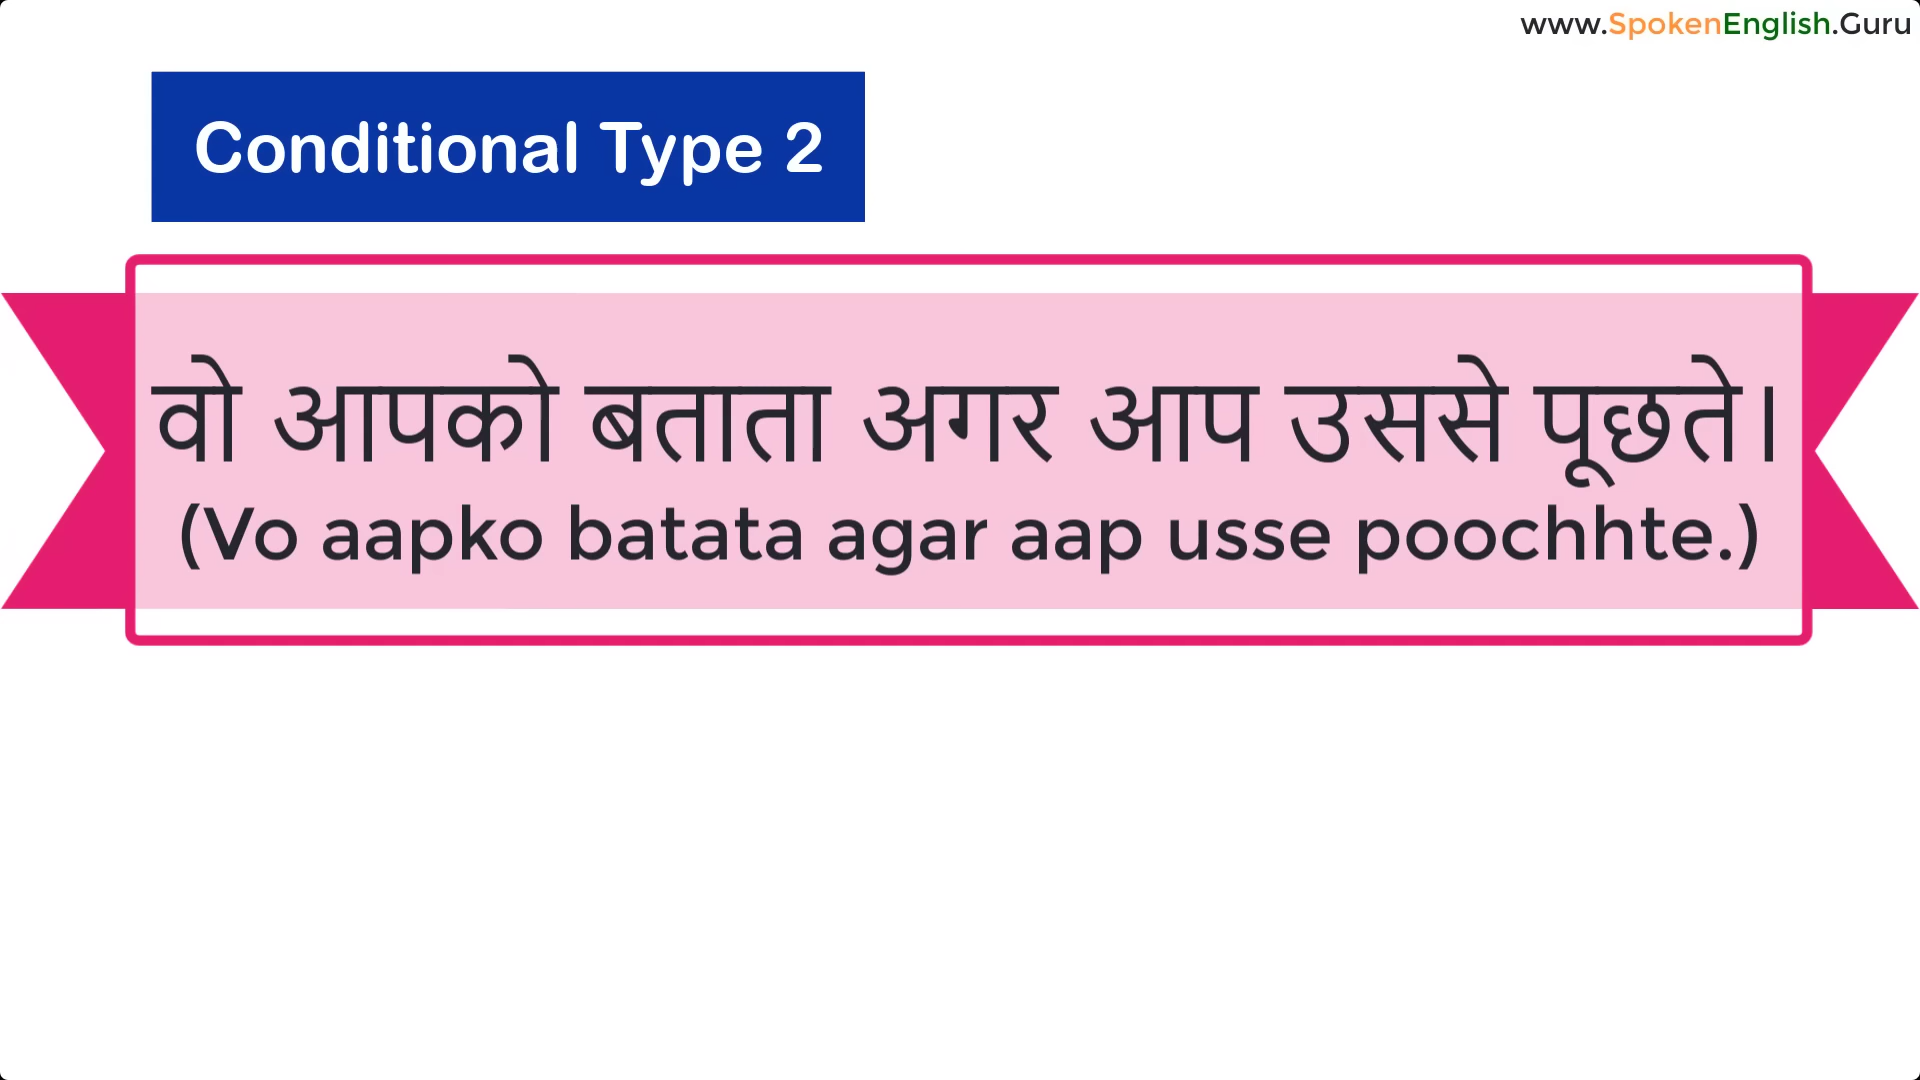 www.SpokenEnglish.Guru
Conditional Type 2
वो आपको बताता अगर आप उससे पूछते।
(Vo aapko batata agar aap usse poochhte.)